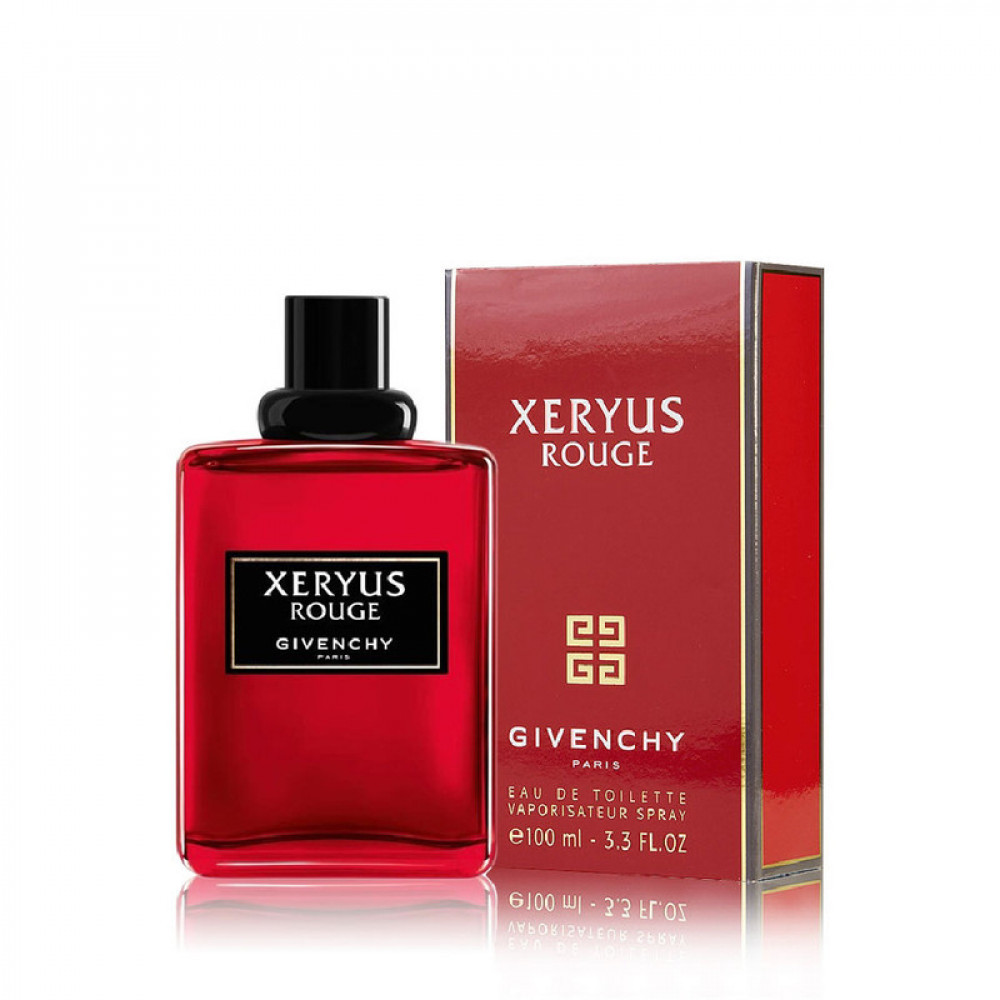 XERYUS
ROUGE
GIVENCHY
PARIS
XERYUS
ROUGE
GIVENCHY
PARIS
EAU DE TOILETTE
VAPORISATEUR SPRAY
℮100 ml - 3.3 FL.OZ